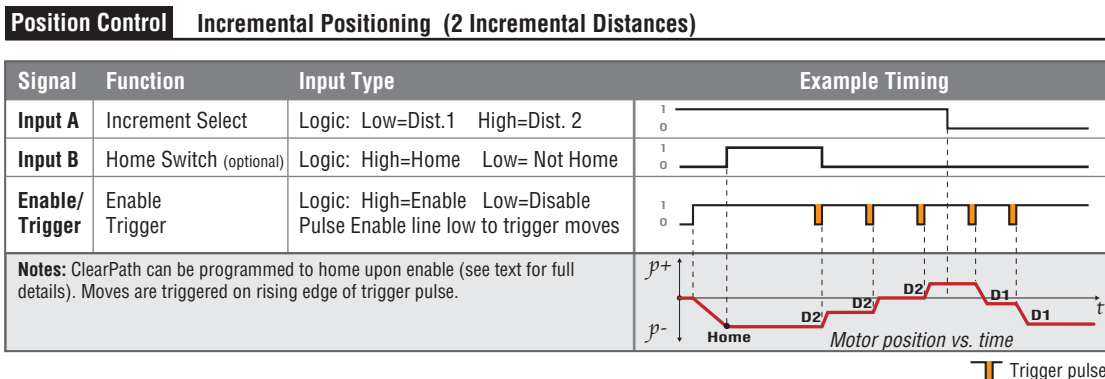 Position Control Incremental Positioning (2 Incremental Distances)
Signal Function Input Type Example Timing
Input A Increment Select Logic: Low=Dist.1 High=Dist. 2
1
0
Input B Home Switch (optional) Logic: High=Home Low= Not Home
1
0
Enable/ Enable Logic: High=Enable Low=Disable
Trigger Trigger Pulse Enable line low to trigger moves
1
0
Notes: ClearPath can be programmed to home upon enable (see text for full
details). Moves are triggered on rising edge of trigger pulse.
p+
p-
Home
D2
D2
D2
D1
D1
t
Motor position vs. time
Trigger pulse